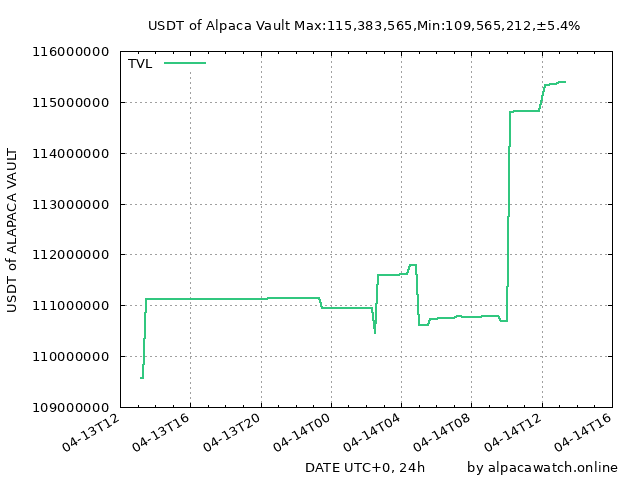 USDT of Alpaca Vault Max:115,383,565,Min:109,565,212,±5.4%
TVL
116000000
115000000
114000000
113000000
112000000
111000000
110000000
109000000
USDT of ALAPACA VAULT
04-13T12
04-13T16
04-13T20
04-14T00
04-14T04
04-14T08
04-14T12
04-14T16
DATE UTC+0, 24h
by alpacawatch.online